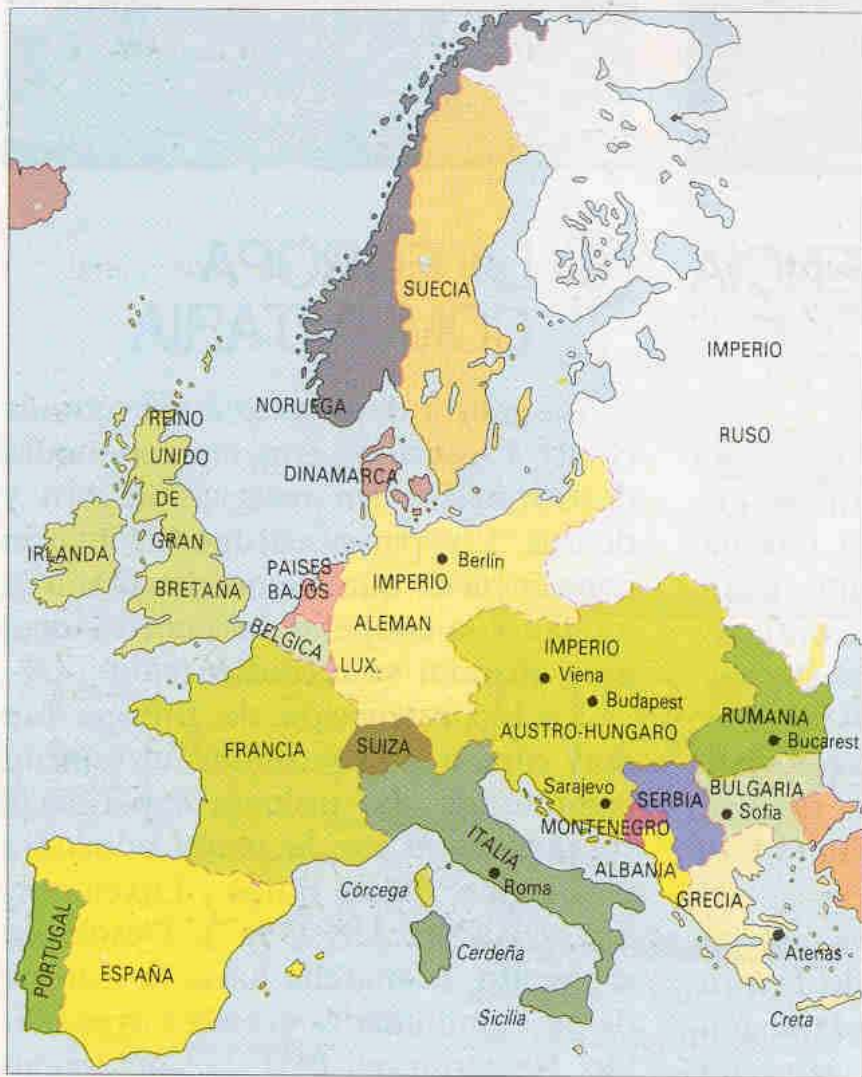 SUECIA
IMPERIO
RUSO
NORUEGA
REINO
UNIDO
DE
GRAN
BRETAÑA
IRLANDA
DINAMARCA
PAISES
BAJOS
BELGICA
LUX.
IMPERIO
ALEMAN
Berlín
IMPERIO
Viena
Budapest
AUSTRO-HUNGARO
RUMANIA
Bucarest
FRANCIA
SUIZA
Sarajevo
SERBIA
BULGARIA
Sofia
MONTENEGRO
ITALIA
Roma
ALBANIA
GRECIA
Atenas
Córcega
Cerdeña
Sicilia
Creta
PORTUGAL
ESPAÑA